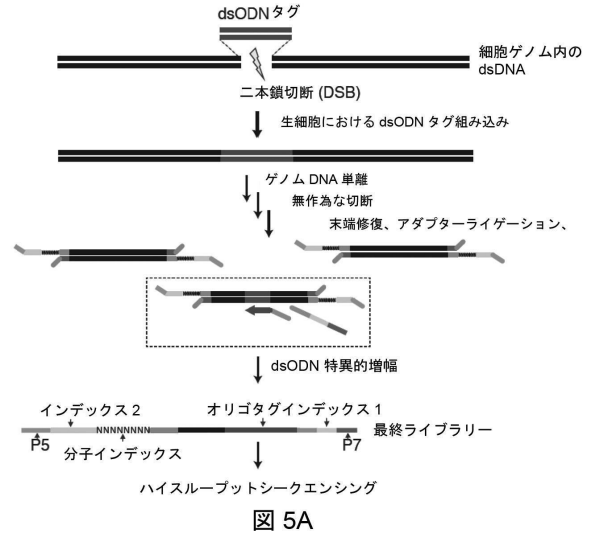 dsODN タグ
細胞ゲノム内の
dsDNA
二本鎖切断 (DSB)
生細胞における dsODN タグ組み込み
ゲノム DNA 単離
無作為な切断
末端修復、アダプターライゲーション、
dsODN 特異的増幅
インデックス 2
オリゴタグインデックス 1
NNNNNNNN
最終ライブラリー
P5
分子インデックス
P7
ハイスループットシークエンシング
図 5A